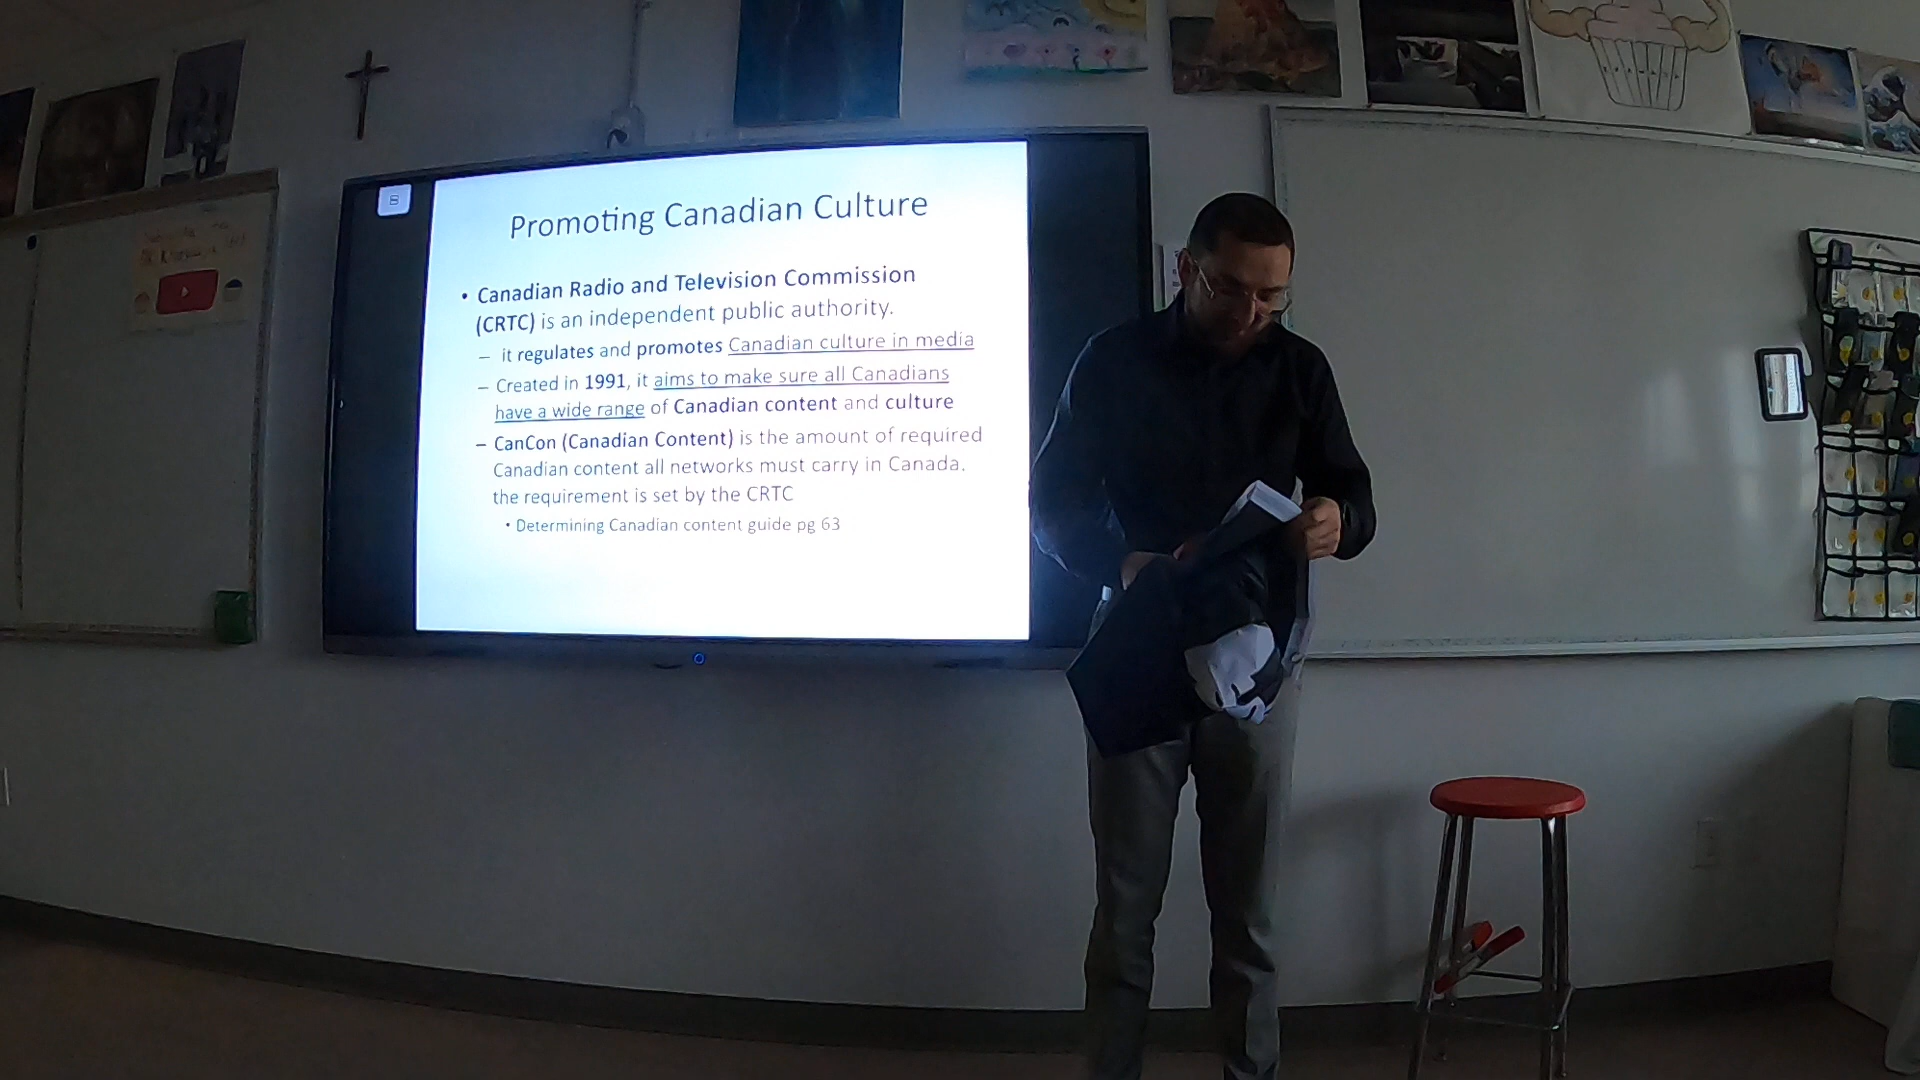 Promoting Canadian Culture
• Canadian Radio and Television Commission
(CRTC) is an independent public authority.
– it regulates and promotes Canadian culture in media
– Created in 1991, it aims to make sure all Canadians
have a wide range of Canadian content and culture
– CanCon (Canadian Content) is the amount of required
Canadian content all networks must carry in Canada,
the requirement is set by the CRTC
• Determining Canadian content guide pg 63